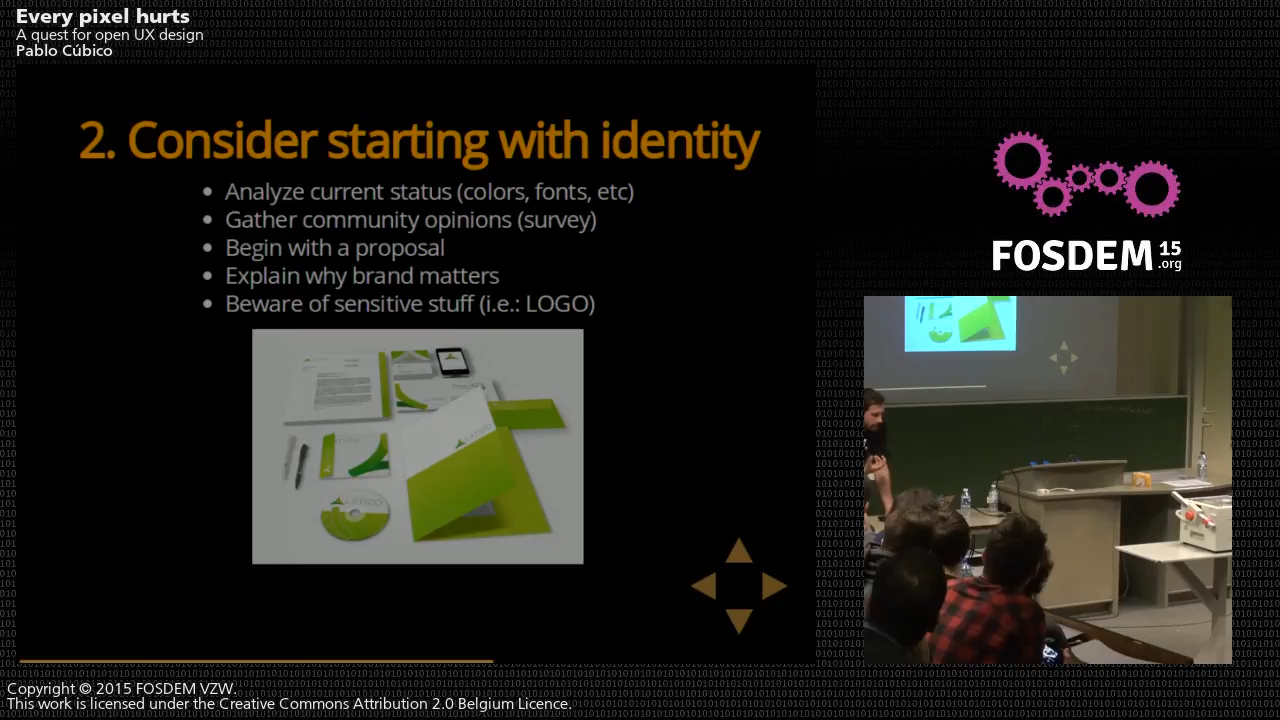 Every pixel hurts
A quest for open UX design
Pablo Cúbico
2. Consider starting with identity
Analyze current status (colors, fonts, etc)
Gather community opinions (survey)
Begin with a proposal
Explain why brand matters
Beware of sensitive stuff (i.e.: LOGO)
FOSDEM 15
.org
Copyright © 2015 FOSDEM VZW.
This work is licensed under the Creative Commons Attribution 2.0 Belgium Licence.